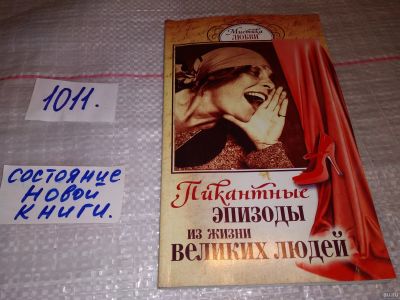 1011.
состояние
новой
книги.
Мистика
ЛЮБВИ
Пикантные
ЭПИЗОДЫ
ИЗ ЖИЗНИ
ВЕЛИКИХ ЛЮДЕЙ